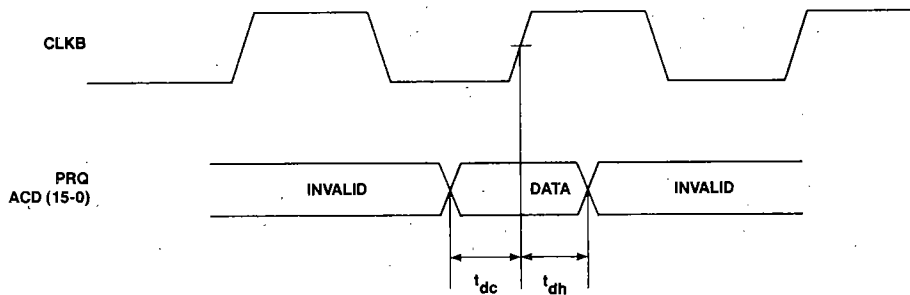 CLKB
PRQ
ACD (15-0)
INVALID
DATA
INVALID
tdc
tdh